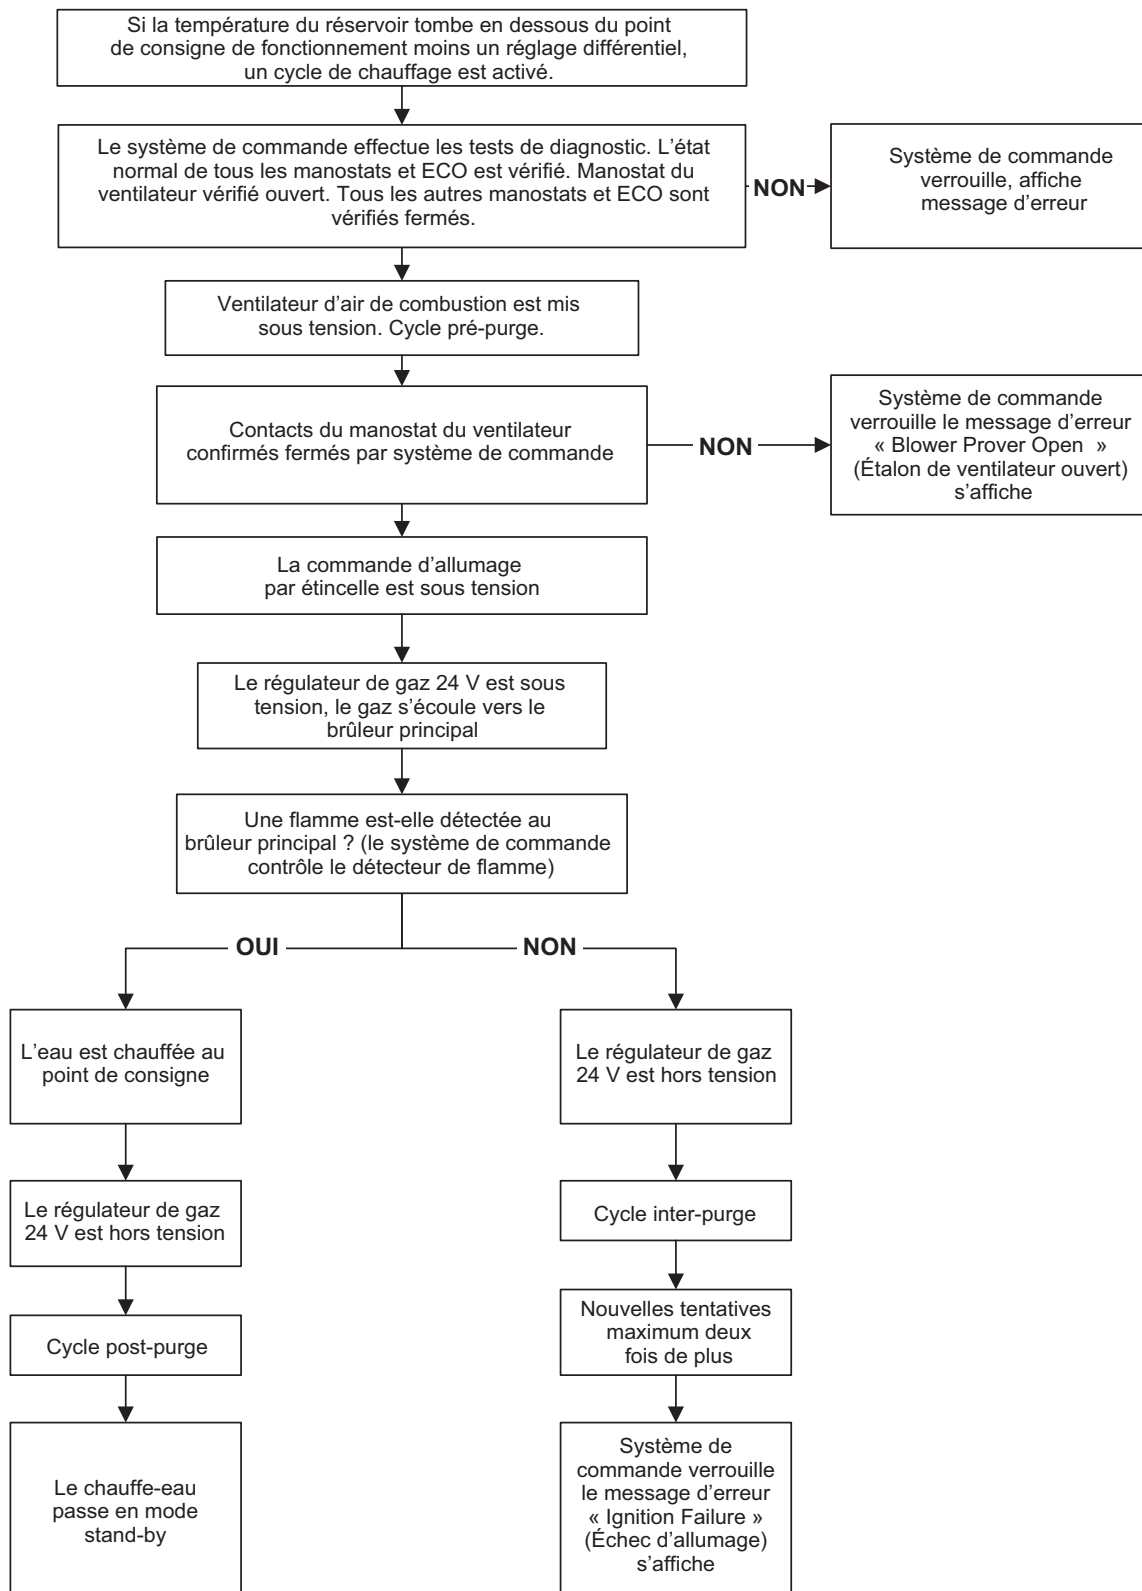 Si la température du réservoir tombe en dessous du point
de consigne de fonctionnement moins un réglage différentiel,
un cycle de chauffage est activé.
Le système de commande effectue les tests de diagnostic. L'état
normal de tous les manostats et ECO est vérifié. Manostat du
ventilateur vérifié ouvert. Tous les autres manostats et ECO sont
vérifiés fermés.
NON
Système de commande
verrouille, affiche
message d'erreur
Ventilateur d'air de combustion est mis
sous tension. Cycle pré-purge.
Contacts du manostat du ventilateur
confirmés fermés par système de commande
NON
Système de commande
verrouille le message d'erreur
« Blower Prover Open »
(Étalon de ventilateur ouvert)
s'affiche
La commande d'allumage
par étincelle est sous tension
Le régulateur de gaz 24 V est sous
tension, le gaz s'écoule vers le
brûleur principal
Une flamme est-elle détectée au
brûleur principal ? (le système de commande
contrôle le détecteur de flamme)
OUI
NON
L'eau est chauffée au
point de consigne
Le régulateur de gaz
24 V est hors tension
Cycle post-purge
Le chauffe-eau
passe en mode
stand-by
Le régulateur de gaz
24 V est hors tension
Cycle inter-purge
Nouvelles tentatives
maximum deux
fois de plus
Système de
commande verrouille
le message d'erreur
« Ignition Failure »
(Échec d'allumage)
s'affiche